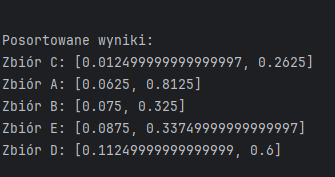 Posortowane wyniki:
Zbiór C: [0.012499999999999997, 0.2625]
Zbiór A: [0.0625, 0.8125]
Zbiór B: [0.075, 0.325]
Zbiór E: [0.0875, 0.33749999999999997]
Zbiór D: [0.11249999999999999, 0.6]